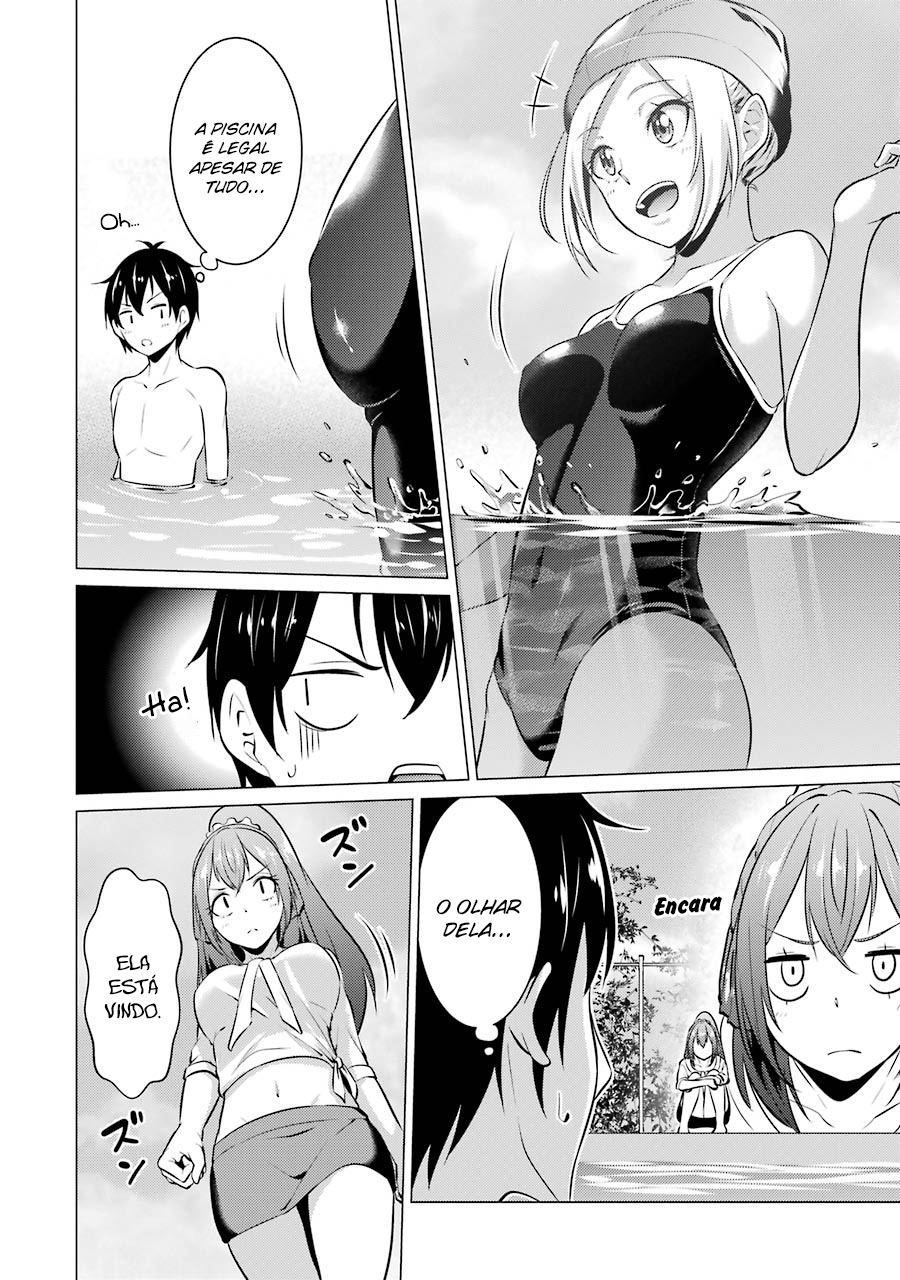 A PISCINA
É LEGAL
APESAR DE
TUDO...
Oh...
Ha!
Encara
O OLHAR
DELA...
ズン
ELA
ESTÁ
VINDO.
ズン